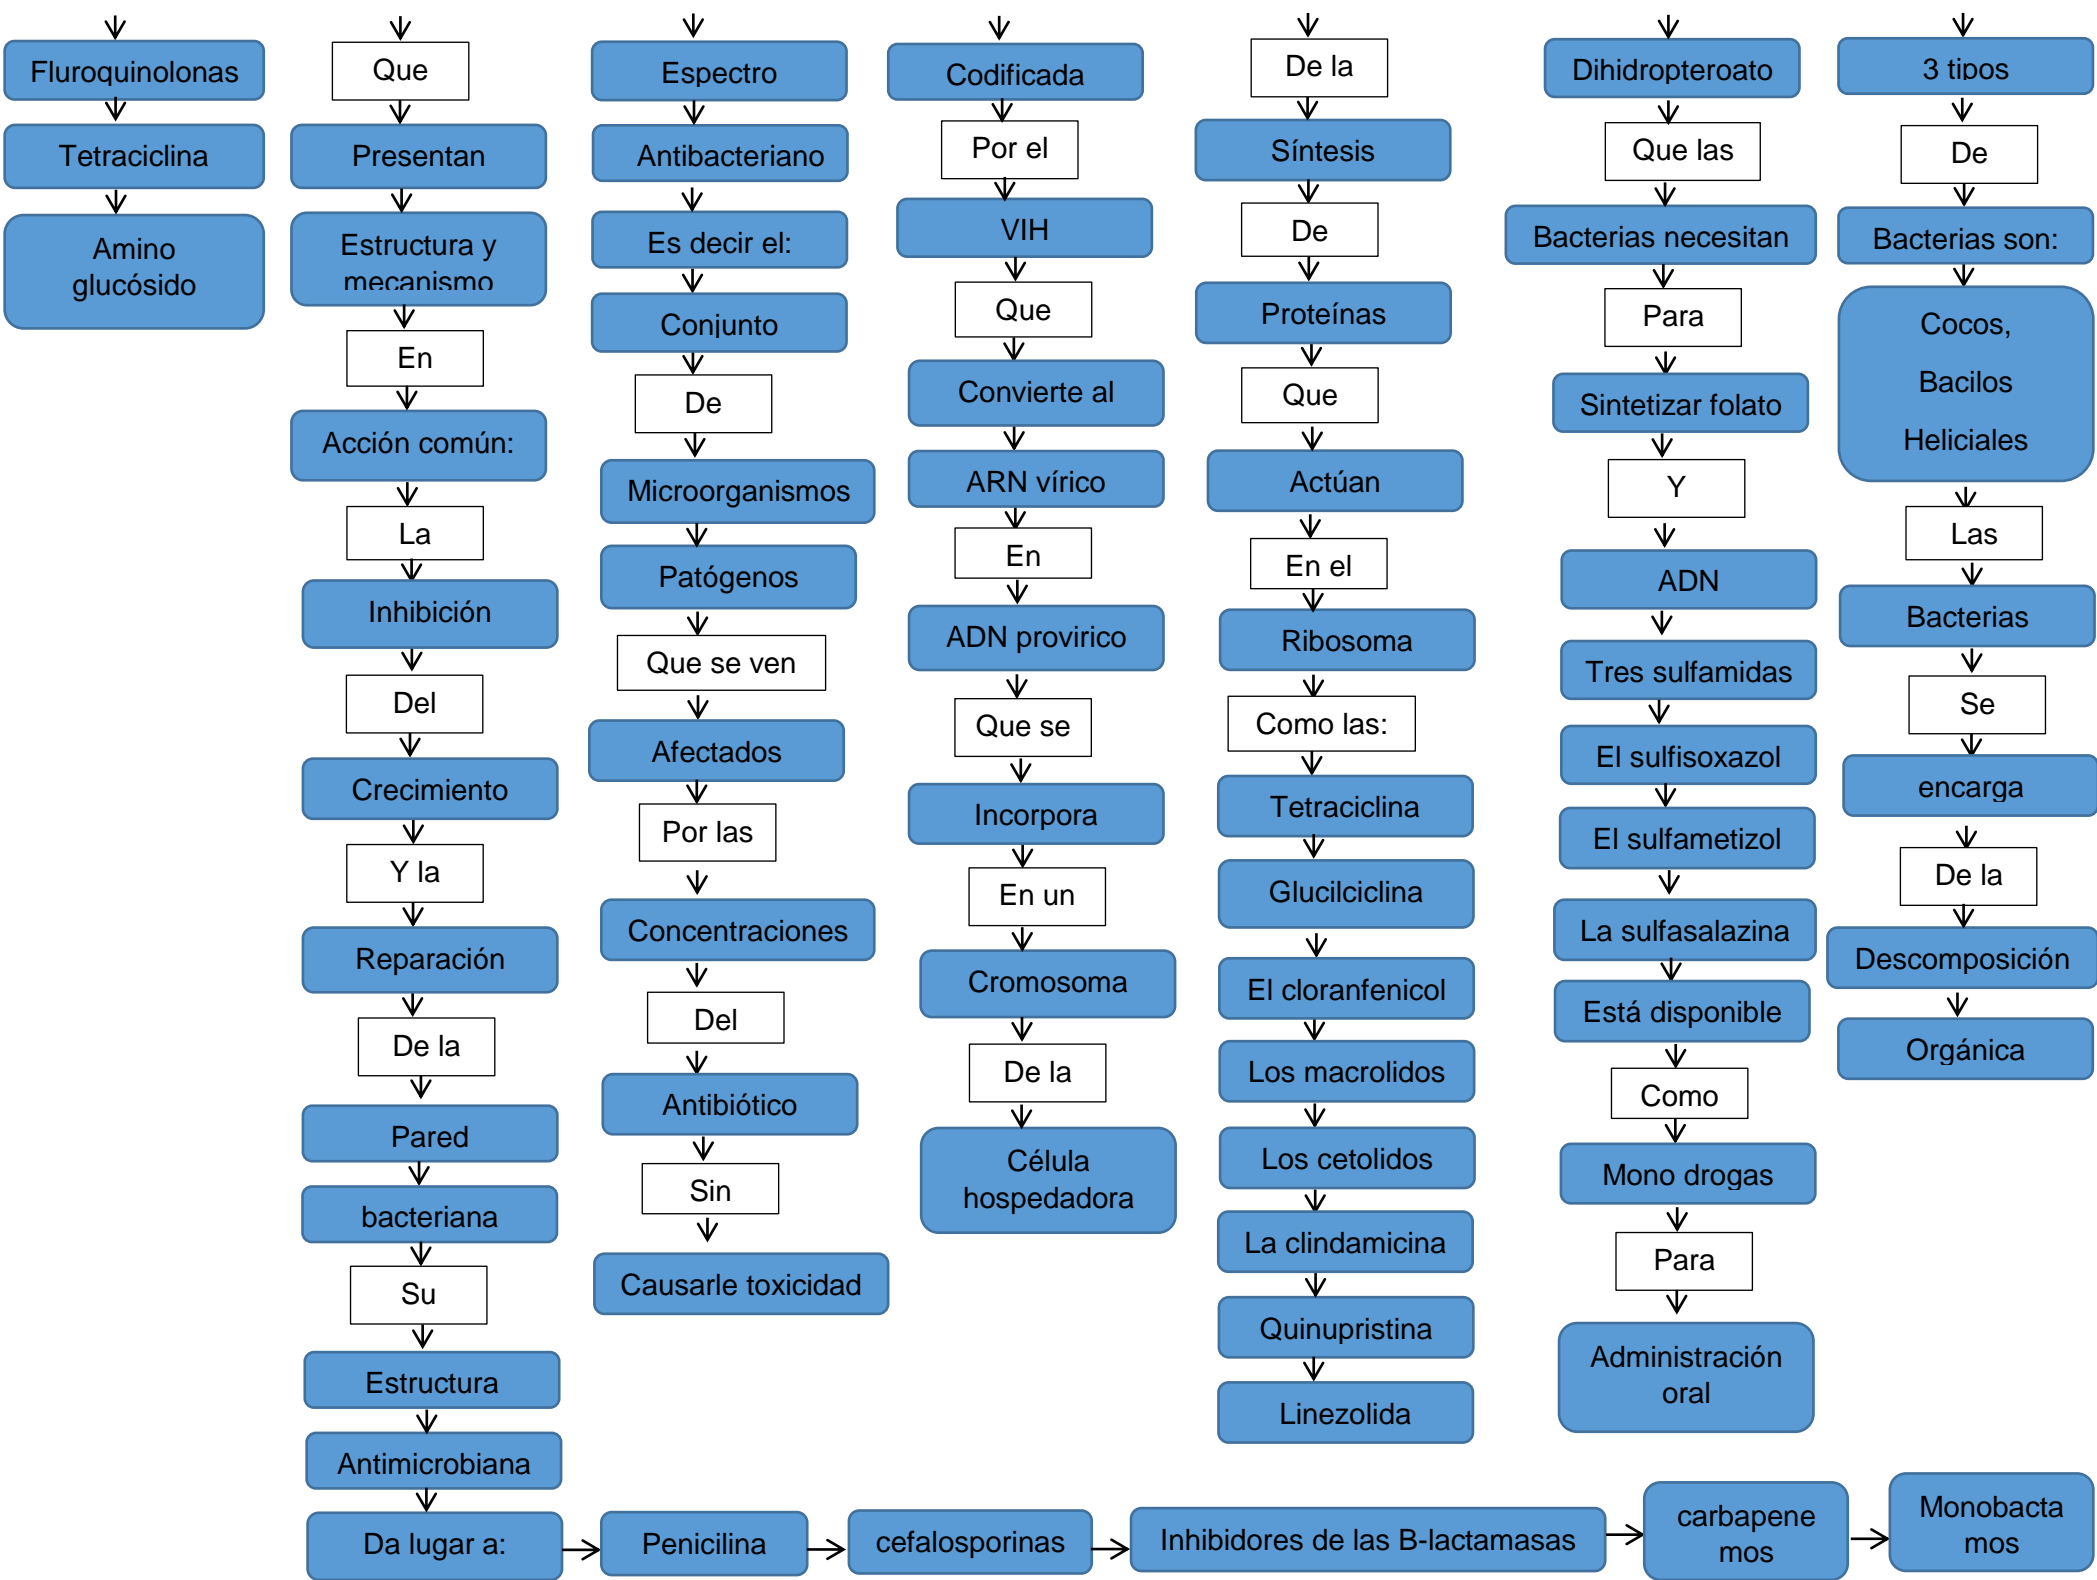 Fluroquinolonas
Tetraciclina
Amino
glucósido
Que
Presentan
Estructura y
mecanismo
En
Acción común:
La
Inhibición
Del
Crecimiento
Y la
Reparación
De la
Pared
bacteriana
Su
Estructura
Antimicrobiana
Da lugar a:
Penicilina
cefalosporinas
Inhibidores de las B-lactamasas
carbapene
mos
Monobacta
mos
Espectro
Antibacteriano
Es decir el:
Conjunto
De
Microorganismos
Patógenos
Que se ven
Afectados
Por las
Concentraciones
Del
Antibiótico
Sin
Causarle toxicidad
Codificada
Por el
VIH
Que
Convierte al
ARN vírico
En
ADN provirico
Que se
Incorpora
En un
Cromosoma
De la
Célula
hospedadora
De la
Síntesis
De
Proteínas
Que
Actúan
En el
Ribosoma
Como las:
Tetraciclina
Glucilciclina
El cloranfenicol
Los macrolidos
Los cetolidos
La clindamicina
Quinupristina
Linezolida
Dihidropteroato
Que las
Bacterias necesitan
Para
Sintetizar folato
Y
ADN
Tres sulfamidas
El sulfisoxazol
El sulfametizol
La sulfasalazina
Está disponible
Como
Mono drogas
Para
Administración
oral
3 tipos
De
Bacterias son:
Cocos,
Bacilos
Heliciales
Las
Bacterias
Se
encarga
De la
Descomposición
Orgánica